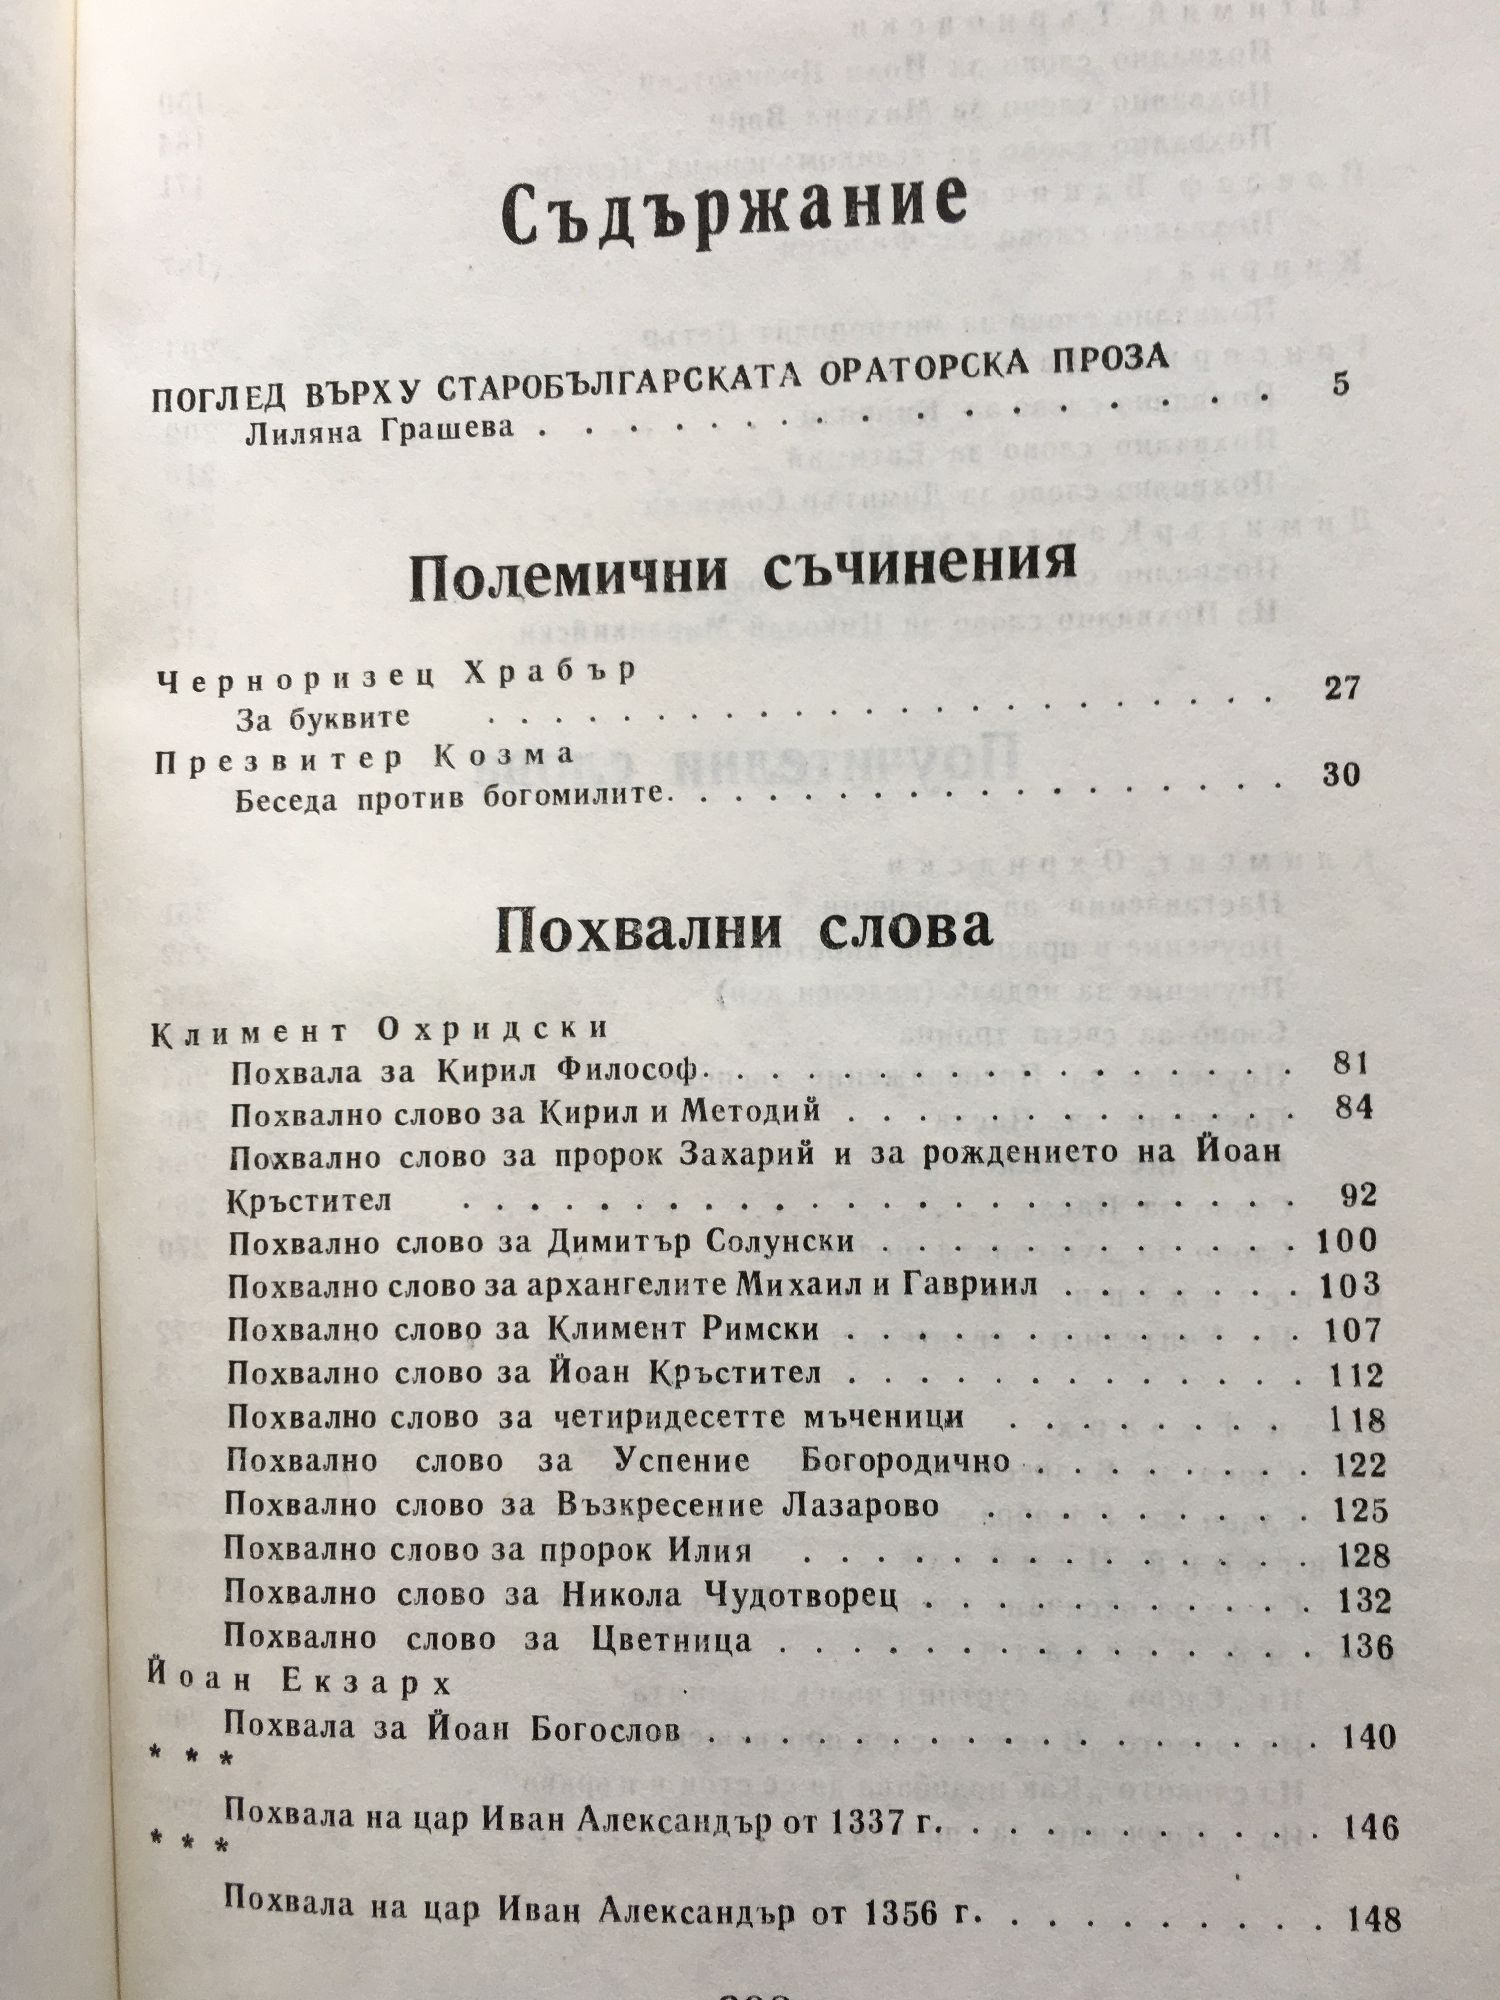 Съдържание
ПОГЛЕД ВЪРХУ СТАРОБЪЛГАРСКАТА ОРАТОРСКА ПРОЗА
Лиляна Грашева . . . . . . . . . . . . . . . . 5
Полемични съчинения
Черноризец Храбър
За буквите . . . . . . . . . . . . . . . . . . 27
Презвитер Козма
Беседа против богомилите. . . . . . . . . . . . . . . 30
Похвални слова
Климент Охридски
Похвала за Кирил Философ. . . . . . . . . . . . . . 81
Похвално слово за Кирил и Методий . . . . . . . . . . . 84
Похвално слово за пророк Захарий и за рождението на Йоан
Кръстител . . . . . . . . . . . . . . . . . . 92
Похвално слово за Димитър Солунски . . . . . . . . . . 100
Похвално слово за архангелите Михаил и Гавриил . . . . . . 103
Похвално слово за Климент Римски . . . . . . . . . . . 107
Похвално слово за Йоан Кръстител . . . . . . . . . . . 112
Похвално слово за четиридесетте мъченици . . . . . . . . 118
Похвално слово за Успение Богородично . . . . . . . . 122
Похвално слово за Възкресение Лазарово . . . . . . . . . 125
Похвално слово за пророк Илия . . . . . . . . . . . . 128
Похвално слово за Никола Чудотворец . . . . . . . . . . 132
Похвално слово за Цветница . . . . . . . . . . . . . 136
Йоан Екзарх
Похвала за Йоан Богослов . . . . . . . . . . . . . . 140
* * *
Похвала на цар Иван Александър от 1337 г. . . . . . . . . 146
* * *
Похвала на цар Иван Александър от 1356 г. . . . . . . . . 148